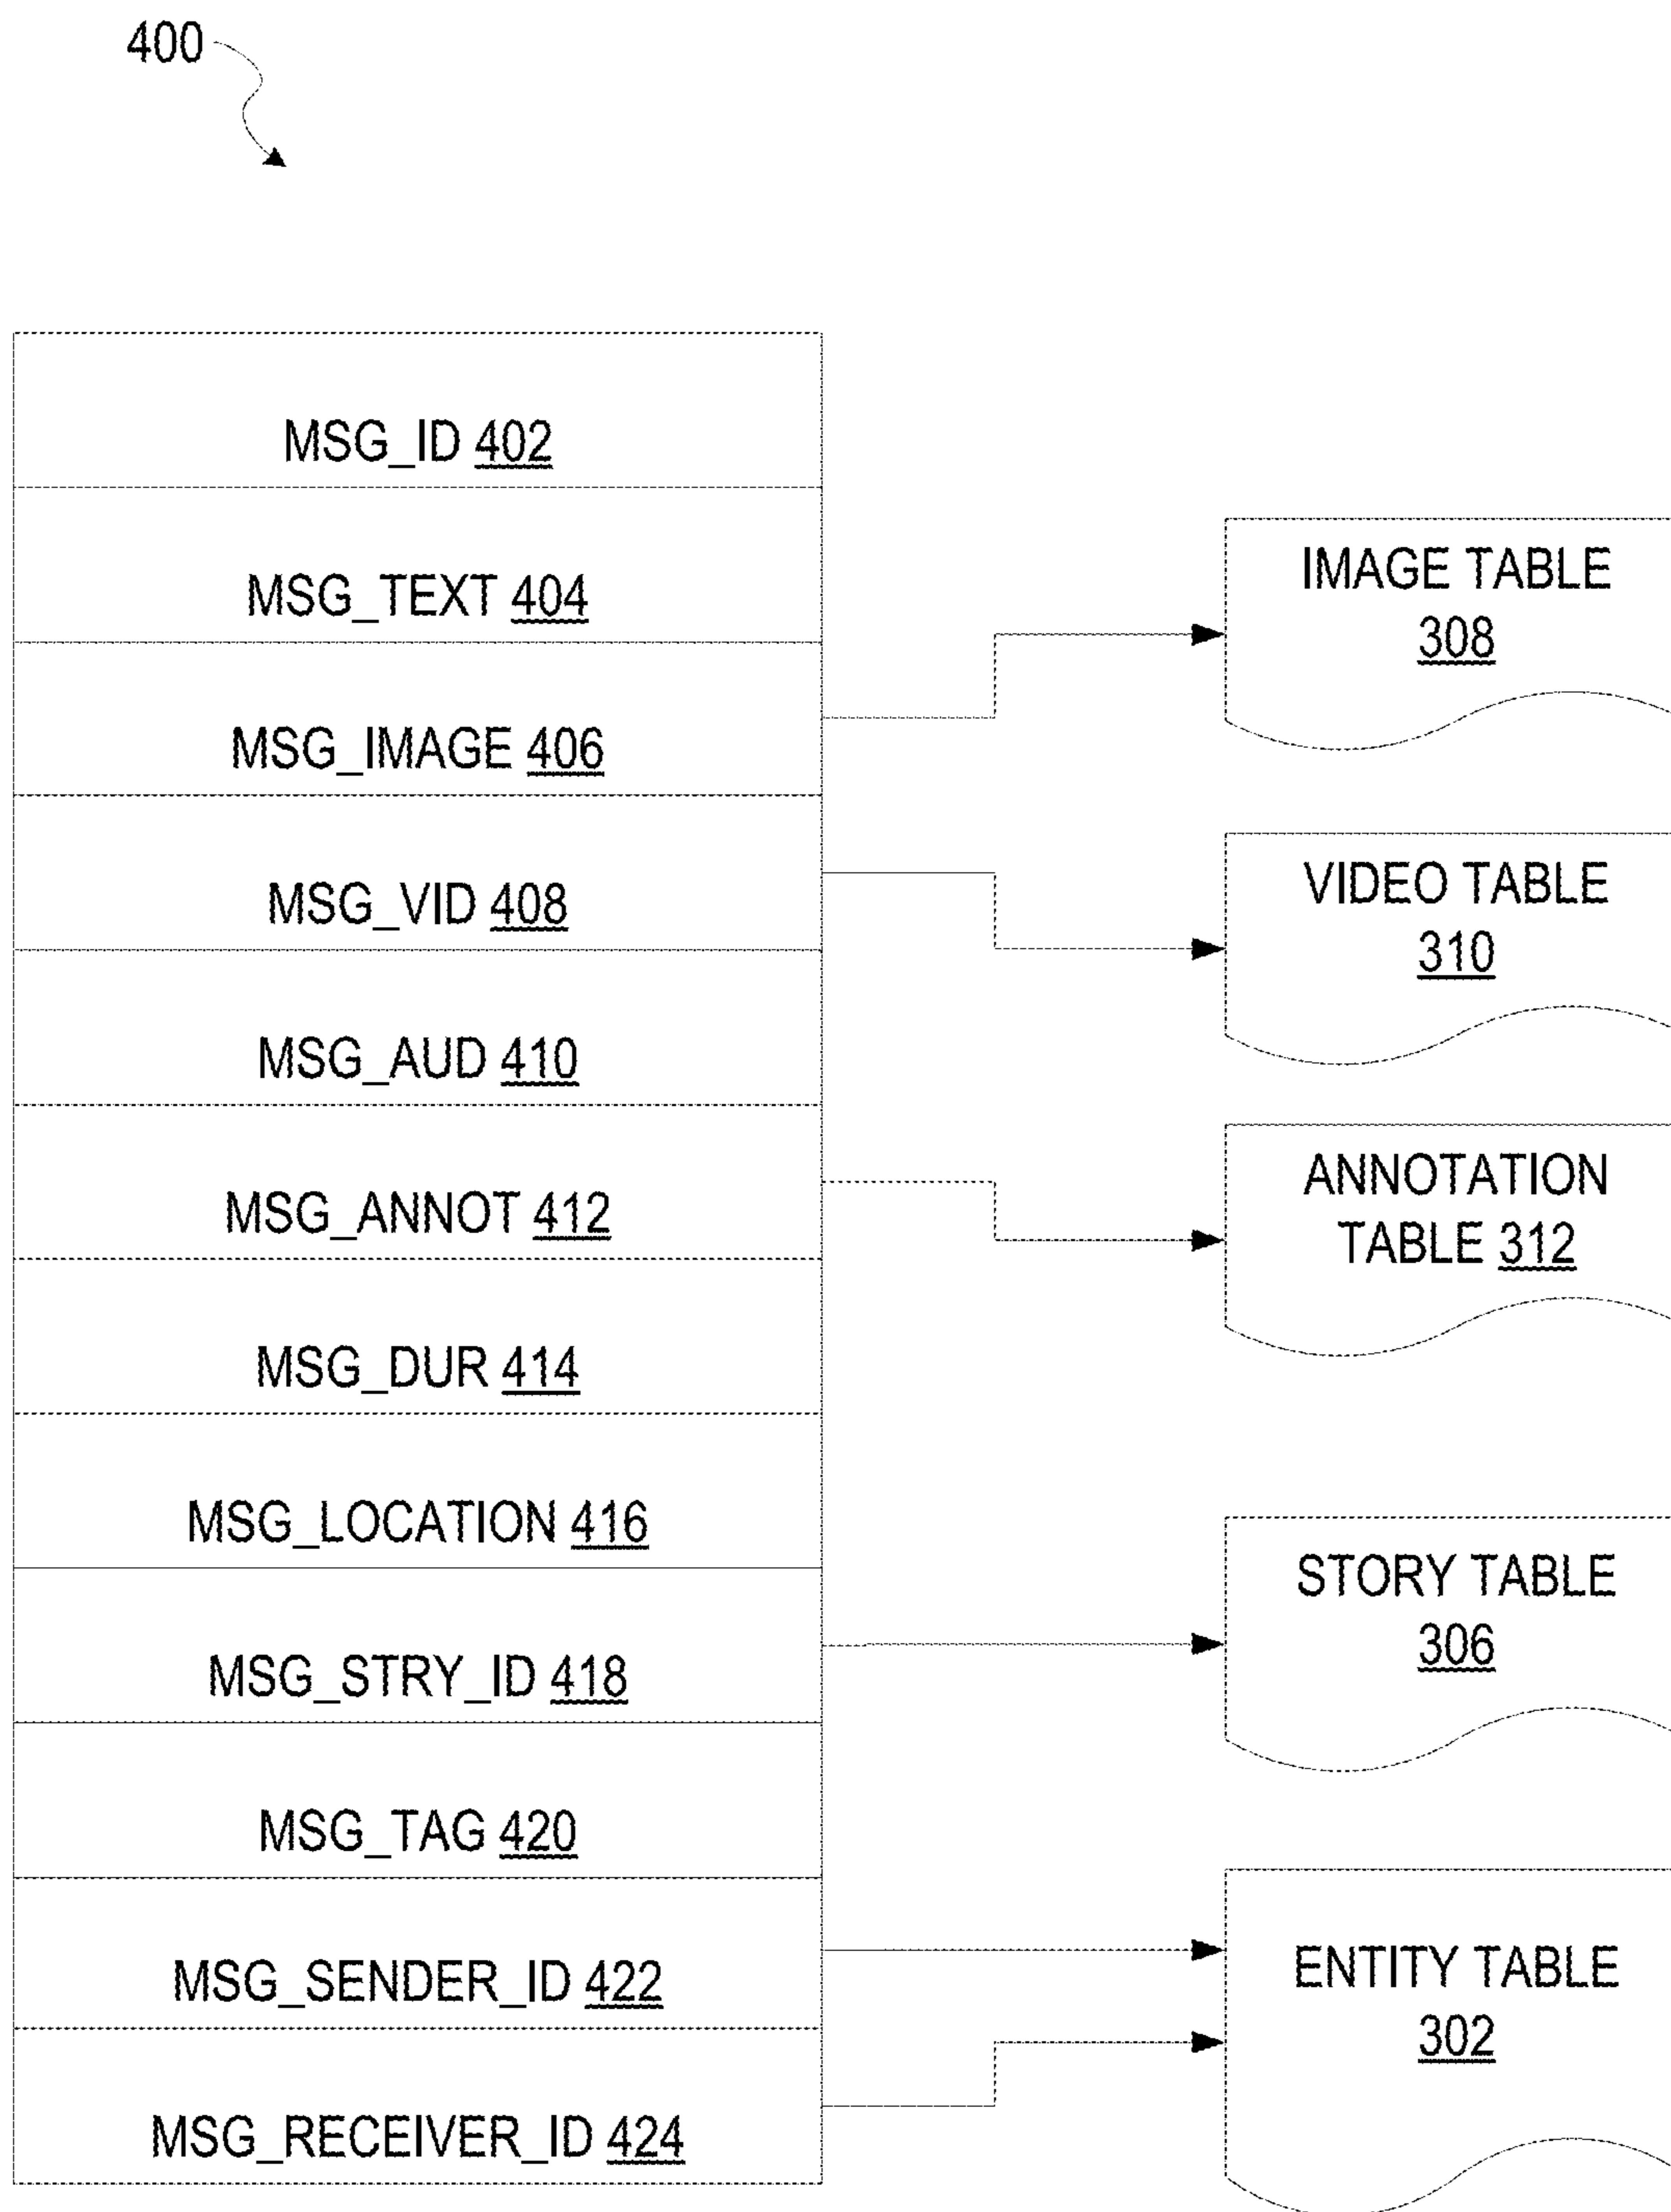 400
MSG_ID 402
MSG_TEXT 404
MSG_IMAGE 406
MSG_VID 408
MSG_AUD 410
MSG_ANNOT 412
MSG_DUR 414
MSG_LOCATION 416
MSG_STRY_ID 418
MSG_TAG 420
MSG_SENDER_ID 422
MSG_RECEIVER_ID 424
IMAGE TABLE
308
VIDEO TABLE
310
ANNOTATION
TABLE 312
STORY TABLE
306
ENTITY TABLE
302